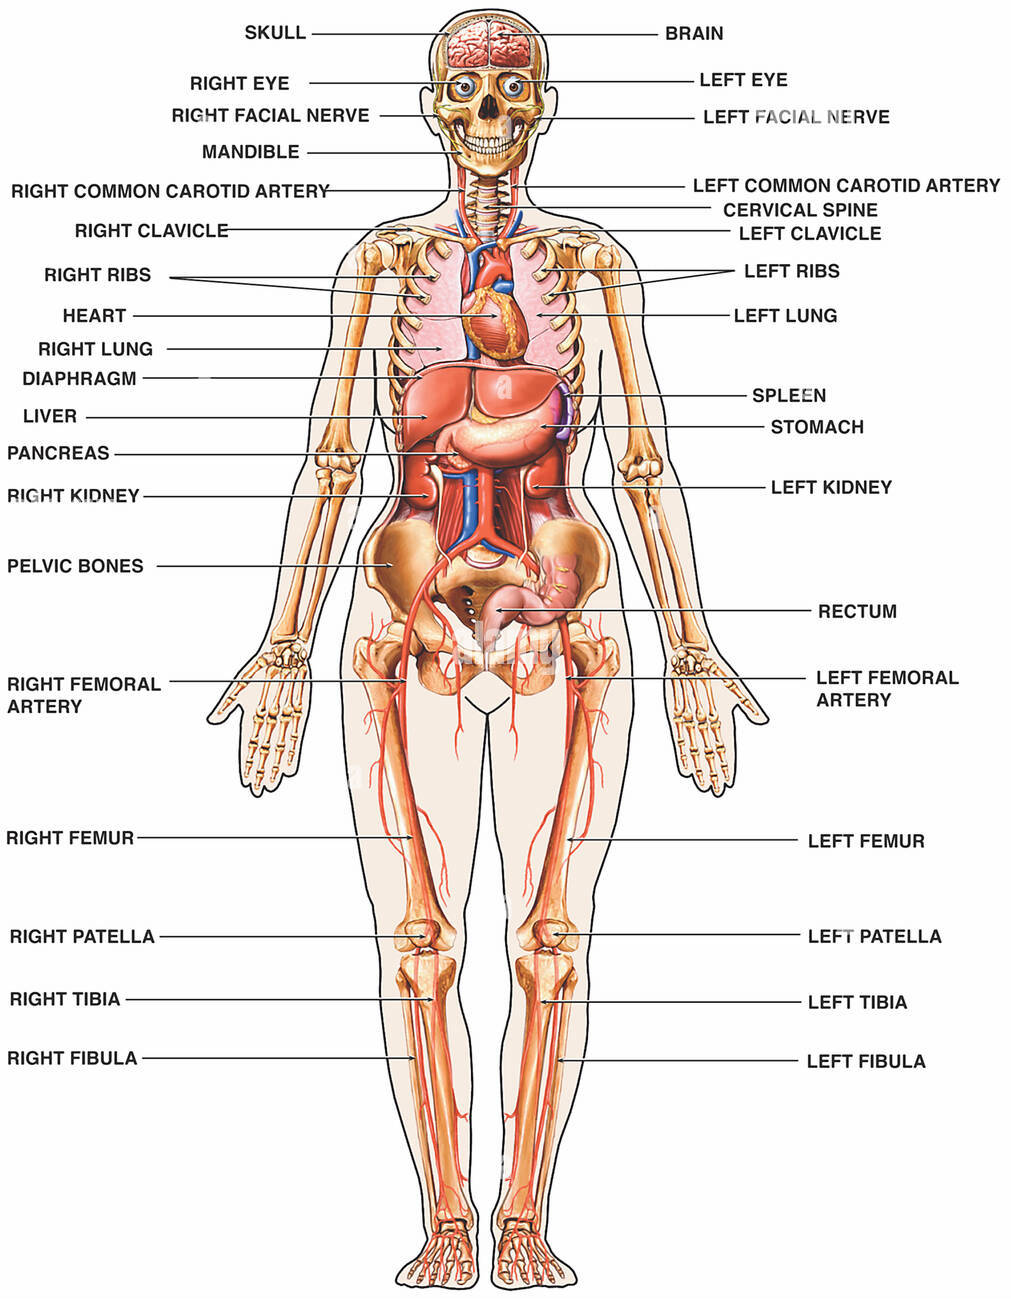 SKULL
BRAIN
RIGHT EYE
LEFT EYE
RIGHT FACIAL NERVE
LEFT FACIAL NERVE
MANDIBLE
RIGHT COMMON CAROTID ARTERY
LEFT COMMON CAROTID ARTERY
CERVICAL SPINE
RIGHT CLAVICLE
LEFT CLAVICLE
RIGHT RIBS
LEFT RIBS
HEART
LEFT LUNG
RIGHT LUNG
DIAPHRAGM
a
SPLEEN
LIVER
STOMACH
PANCREAS
RIGHT KIDNEY
LEFT KIDNEY
PELVIC BONES
RECTUM
alamy
RIGHT FEMORAL
ARTERY
LEFT FEMORAL
ARTERY
a
RIGHT FEMUR
LEFT FEMUR
RIGHT PATELLA
LEFT PATELLA
RIGHT TIBIA
LEFT TIBIA
RIGHT FIBULA
LEFT FIBULA